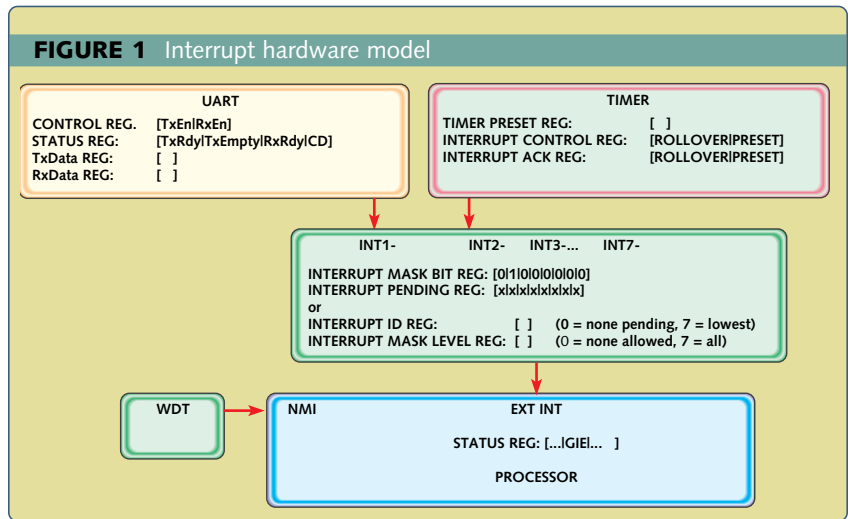 FIGURE 1 Interrupt hardware model
UART
CONTROL REG. [TxEn|RxEn]
STATUS REG: [TxRdy|TxEmpty|RxRdy|CD]
TxData REG: [ ]
RxData REG: [ ]
TIMER
TIMER PRESET REG: [ ]
INTERRUPT CONTROL REG: [ROLLOVER|PRESET]
INTERRUPT ACK REG: [ROLLOVER|PRESET]
INT1- INT2- INT3-... INT7-
INTERRUPT MASK BIT REG: [0|1|0|0|0|0|0|0]
INTERRUPT PENDING REG: [x|x|x|x|x|x|x|x]
or
INTERRUPT ID REG: [ ] (0 = none pending, 7 = lowest)
INTERRUPT MASK LEVEL REG: [ ] (0 = none allowed, 7 = all)
WDT
NMI EXT INT
STATUS REG: [...|GIE|... ]
PROCESSOR